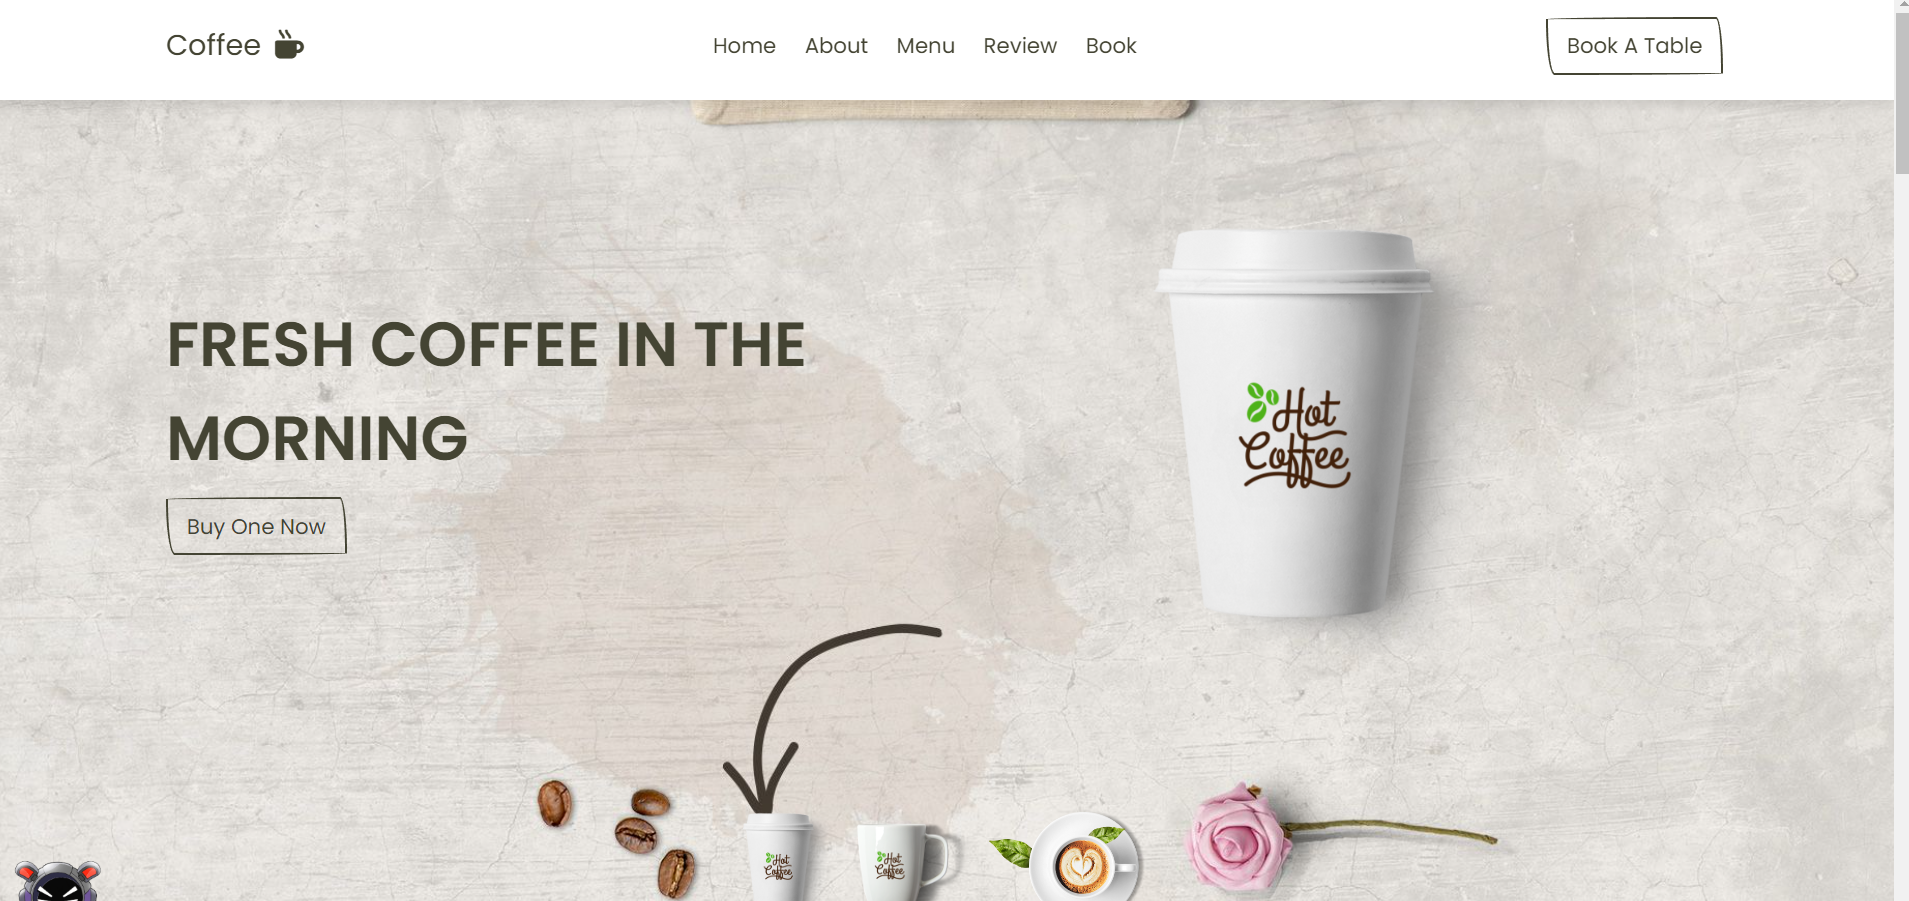 Coffee
Home About Menu Review Book
Book A Table
FRESH COFFEE IN THE
MORNING
Buy One Now
Hot
Coffee
Hot
Coffee
Hot
Coffee